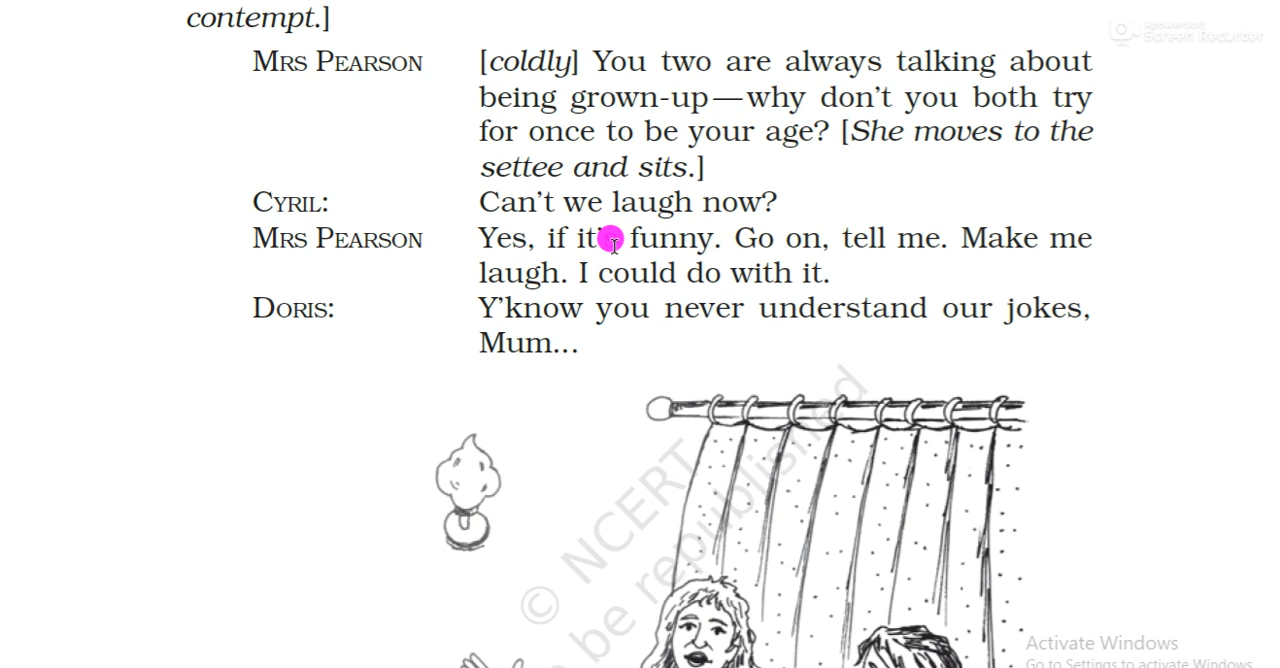 contempt.]
Apowersoft
Screen Recorder
MRS PEARSON [coldly] You two are always talking about
being grown-up—why don't you both try
for once to be your age? [She moves to the
settee and sits.]
CYRIL: Can't we laugh now?
MRS PEARSON Yes, if it's funny. Go on, tell me. Make me
laugh. I could do with it.
DORIS: Y'know you never understand our jokes,
Mum...
© NCERT
be republished
Activate Windows
Go to Settings to activate Windows